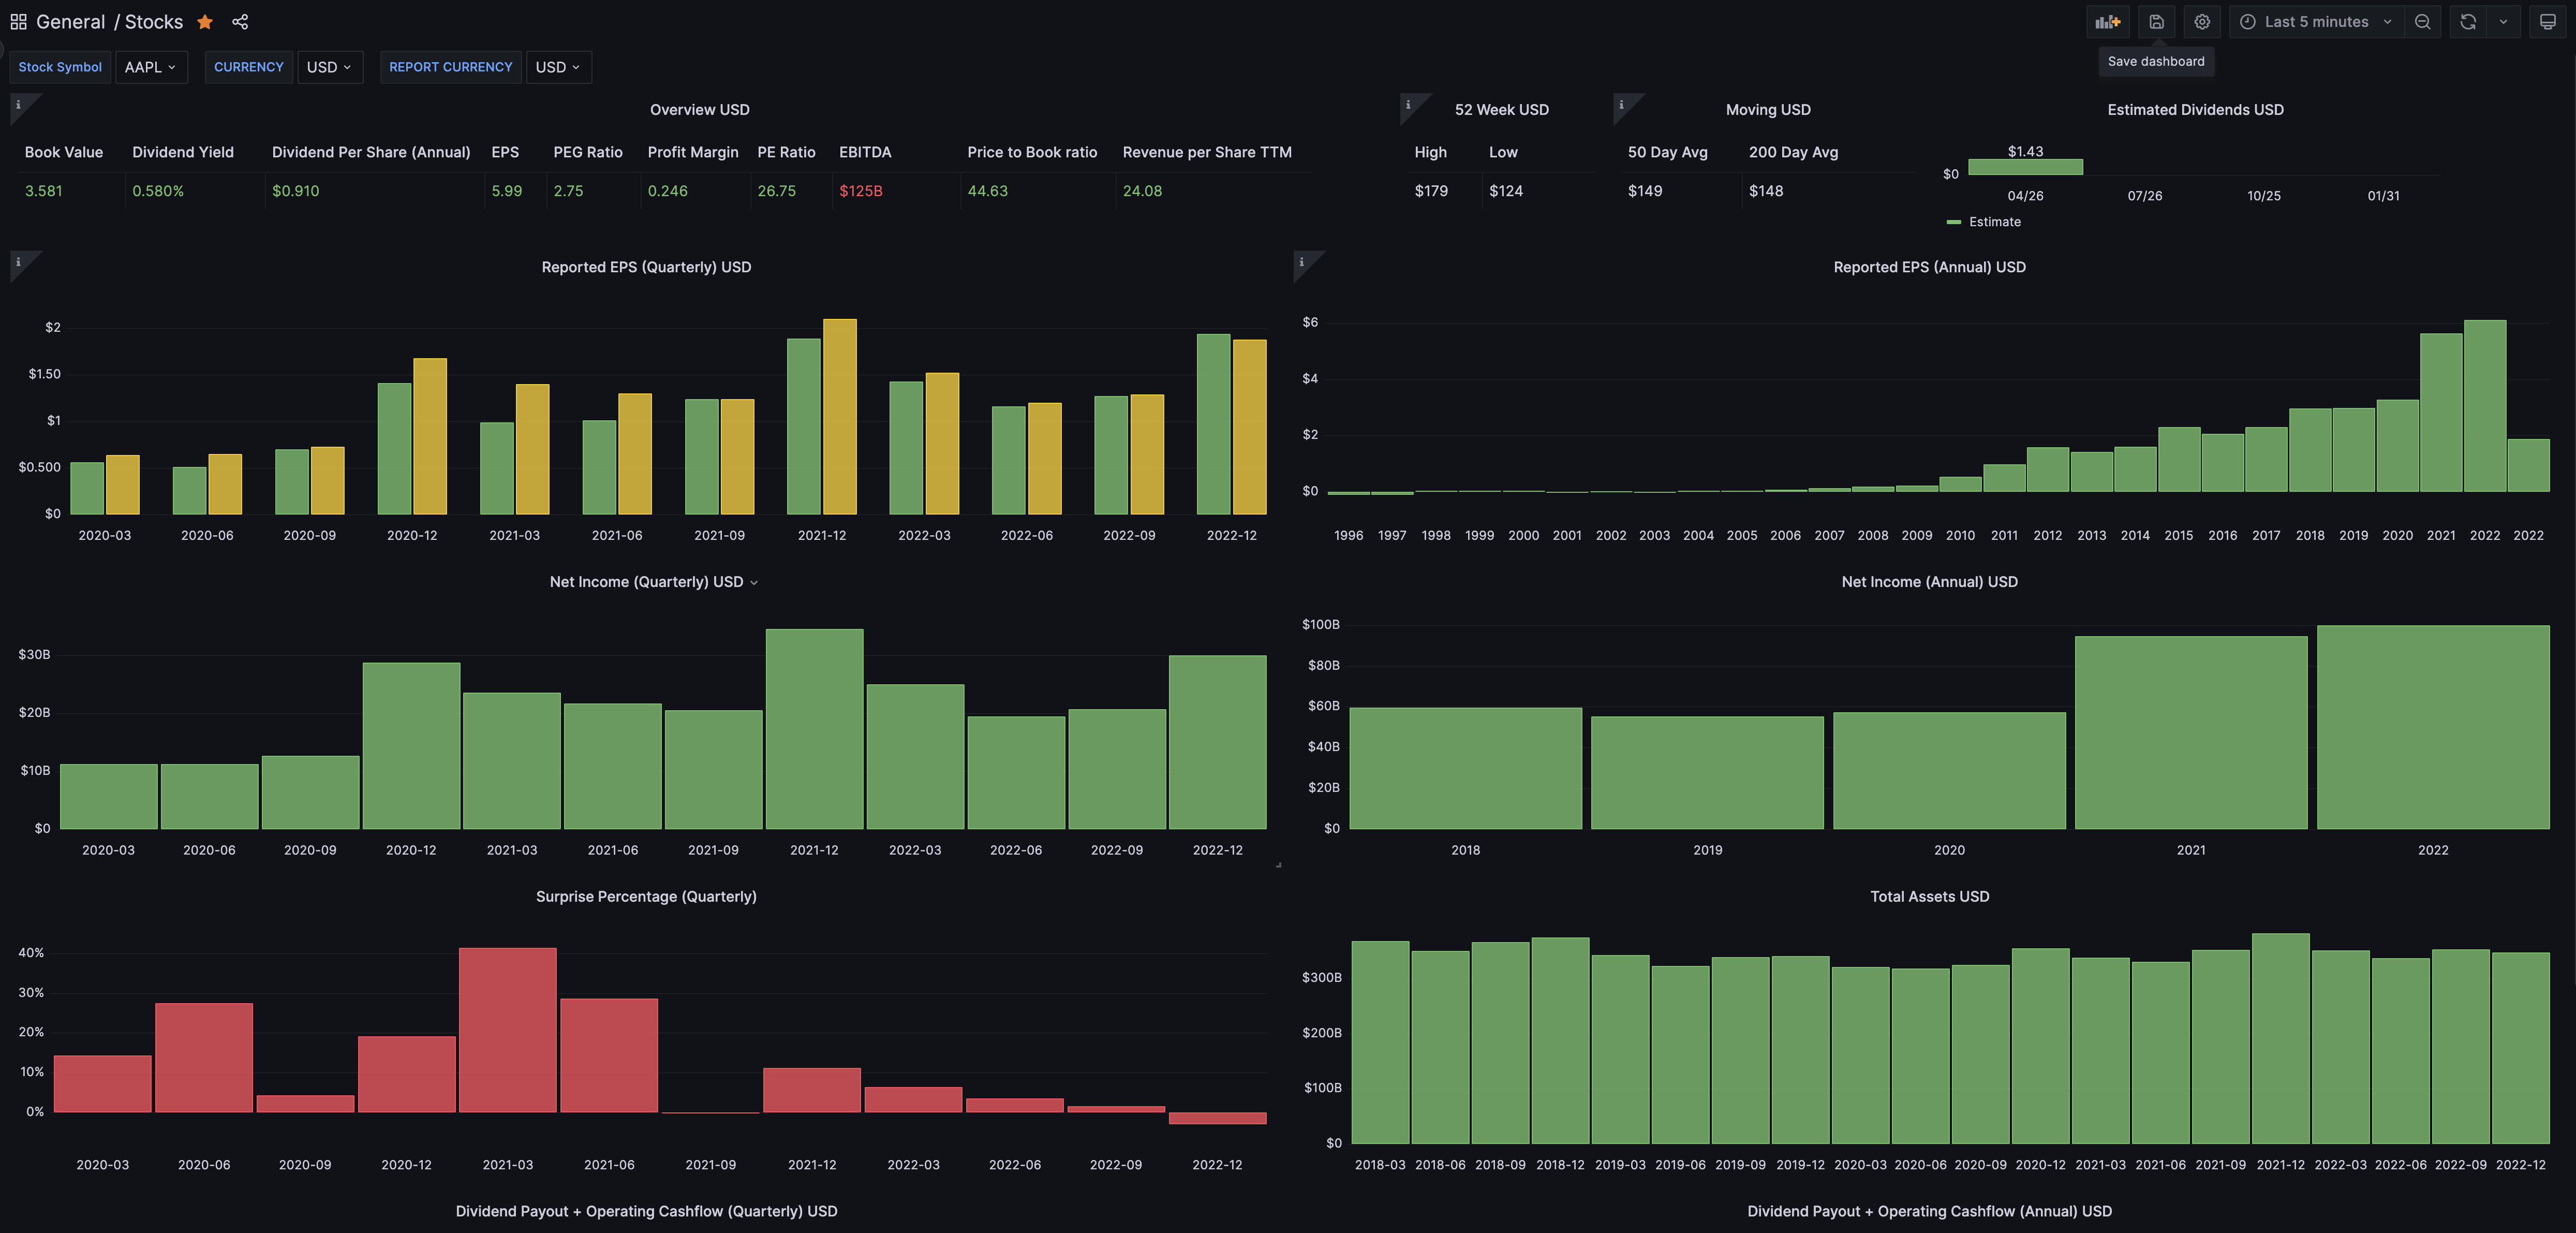 General / Stocks
Last 5 minutes
Save dashboard
Stock Symbol AAPL CURRENCY USD REPORT CURRENCY USD
Overview USD
Book Value Dividend Yield Dividend Per Share (Annual) EPS PEG Ratio Profit Margin PE Ratio EBITDA Price to Book ratio Revenue per Share TTM
3.581 0.580% $0.910 5.99 2.75 0.246 26.75 $125B 44.63 24.08
52 Week USD
High Low
$179 $124
Moving USD
50 Day Avg 200 Day Avg
$149 $148
Estimated Dividends USD
$1.43
$0
04/26 07/26 10/25 01/31
Estimate
Reported EPS (Quarterly) USD
$2
$1.50
$1
$0.500
$0
2020-03 2020-06 2020-09 2020-12 2021-03 2021-06 2021-09 2021-12 2022-03 2022-06 2022-09 2022-12
Reported EPS (Annual) USD
$6
$4
$2
$0
1996 1997 1998 1999 2000 2001 2002 2003 2004 2005 2006 2007 2008 2009 2010 2011 2012 2013 2014 2015 2016 2017 2018 2019 2020 2021 2022 2022
Net Income (Quarterly) USD
$30B
$20B
$10B
$0
2020-03 2020-06 2020-09 2020-12 2021-03 2021-06 2021-09 2021-12 2022-03 2022-06 2022-09 2022-12
Net Income (Annual) USD
$100B
$80B
$60B
$40B
$20B
$0
2018 2019 2020 2021 2022
Surprise Percentage (Quarterly)
40%
30%
20%
10%
0%
2020-03 2020-06 2020-09 2020-12 2021-03 2021-06 2021-09 2021-12 2022-03 2022-06 2022-09 2022-12
Total Assets USD
$300B
$200B
$100B
$0
2018-03 2018-06 2018-09 2018-12 2019-03 2019-06 2019-09 2019-12 2020-03 2020-06 2020-09 2020-12 2021-03 2021-06 2021-09 2021-12 2022-03 2022-06 2022-09 2022-12
Dividend Payout + Operating Cashflow (Quarterly) USD
Dividend Payout + Operating Cashflow (Annual) USD